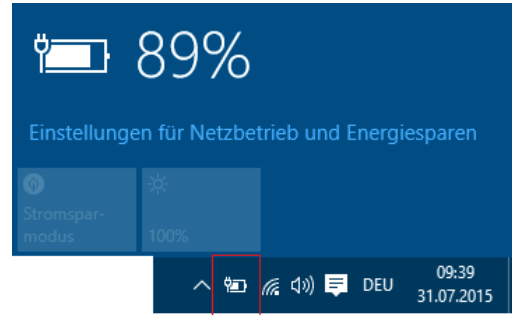 89%
Einstellungen für Netzbetrieb und Energiesparen
Stromspar-
modus
100%
DEU
09:39
31.07.2015